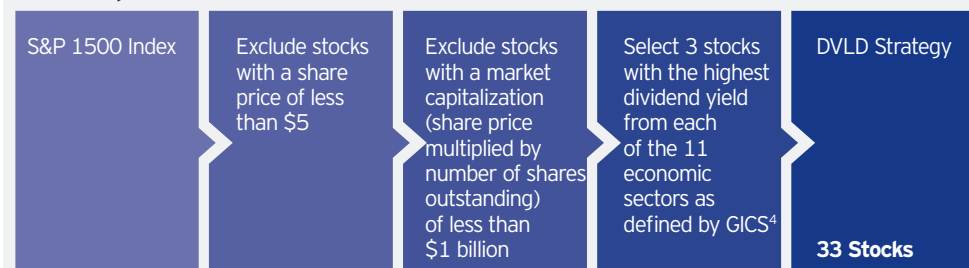 S&P 1500 Index
Exclude stocks
with a share
price of less
than $5
Exclude stocks
with a market
capitalization
(share price
multiplied by
number of shares
outstanding)
of less than
$1 billion
Select 3 stocks
with the highest
dividend yield
from each
of the 11
economic
sectors as
defined by GICS⁴
DVLD Strategy
33 Stocks